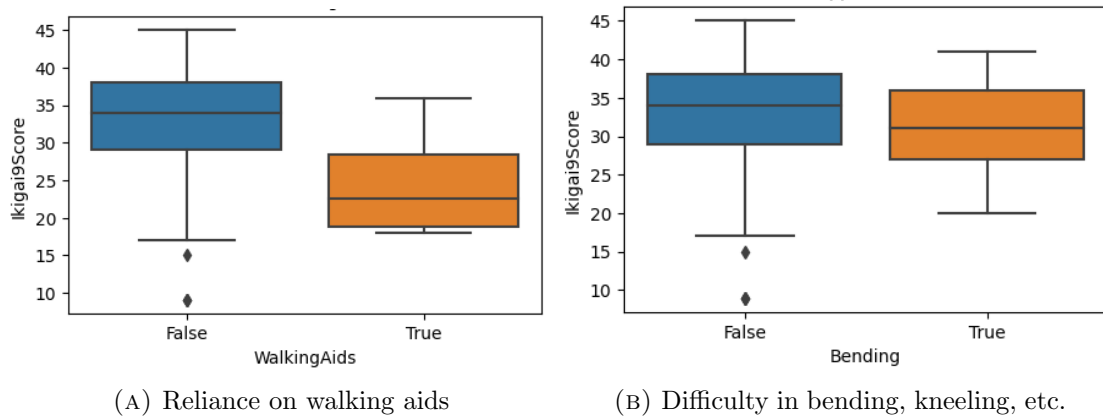 45
40
35
30
25
20
15
10
Ikigai9Score
False True
WalkingAids
(A) Reliance on walking aids
45
40
35
30
25
20
15
10
Ikigai9Score
False True
Bending
(B) Difficulty in bending, kneeling, etc.